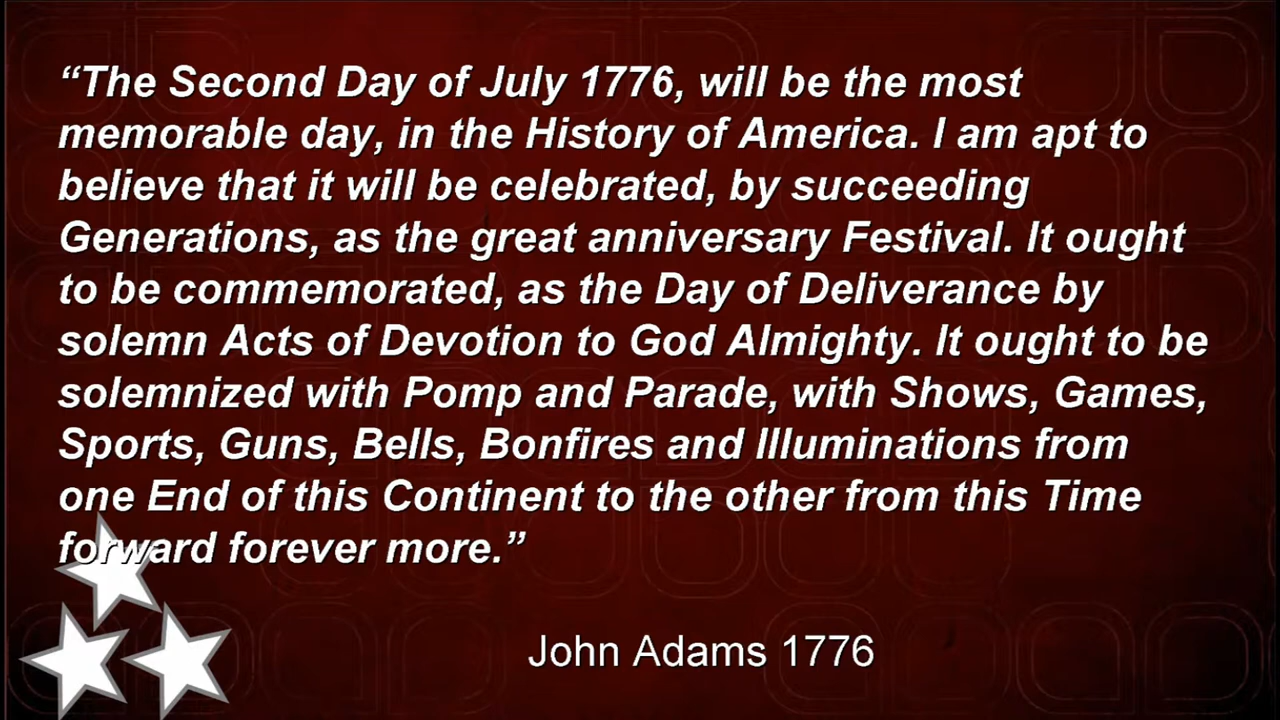 “The Second Day of July 1776, will be the most
memorable day, in the History of America. I am apt to
believe that it will be celebrated, by succeeding
Generations, as the great anniversary Festival. It ought
to be commemorated, as the Day of Deliverance by
solemn Acts of Devotion to God Almighty. It ought to be
solemnized with Pomp and Parade, with Shows, Games,
Sports, Guns, Bells, Bonfires and Illuminations from
one End of this Continent to the other from this Time
forward forever more.”
John Adams 1776